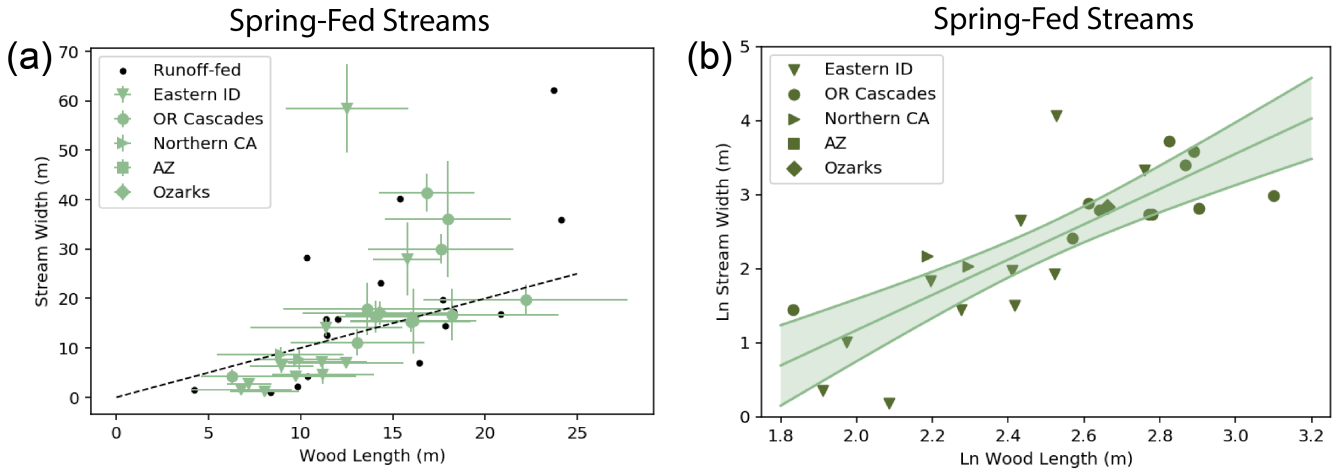 Spring-Fed Streams
(a)
70
60
50
40
30
20
10
0
Stream Width (m)
Runoff-fed
Eastern ID
OR Cascades
Northern CA
AZ
Ozarks
0 5 10 15 20 25
Wood Length (m)
Spring-Fed Streams
(b)
5
4
3
2
1
0
Ln Stream Width (m)
Eastern ID
OR Cascades
Northern CA
AZ
Ozarks
1.8 2.0 2.2 2.4 2.6 2.8 3.0 3.2
Ln Wood Length (m)